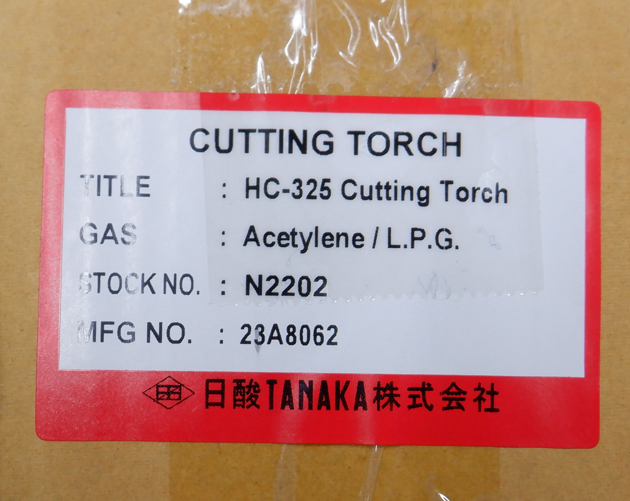 CUTTING TORCH
TITLE : HC-325 Cutting Torch
GAS : Acetylene / L.P.G.
STOCK NO. : N2202
MFG NO. : 23A8062
日酸TANAKA株式会社